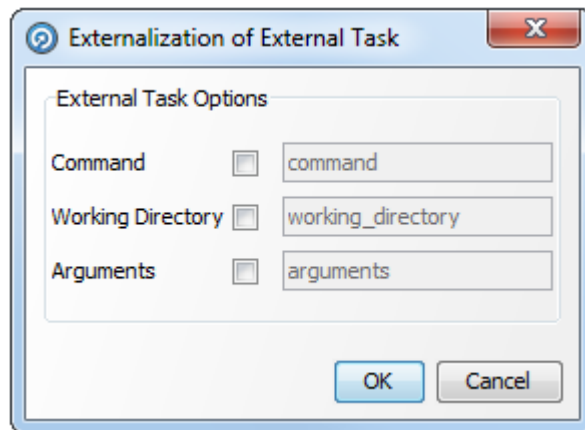 Externalization of External Task
External Task Options
Command command
Working Directory working_directory
Arguments arguments
OK Cancel